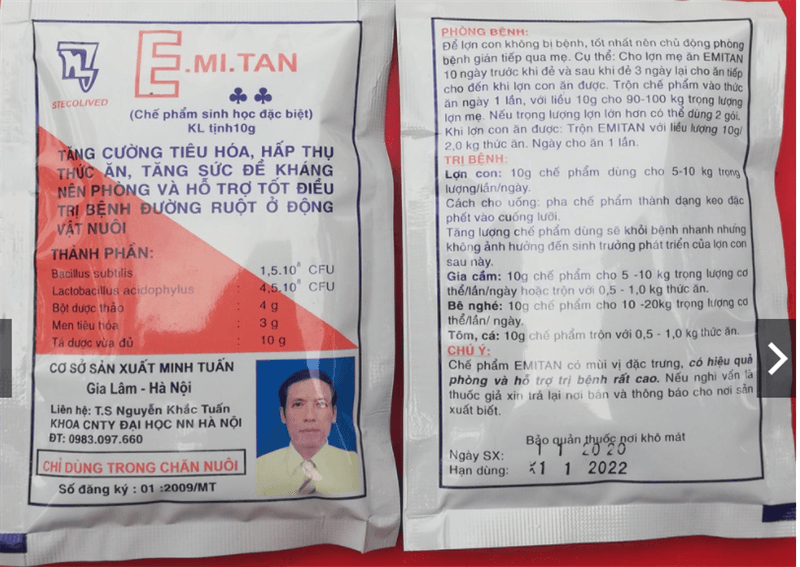 STECOLIVED
E.MI.TAN
(Chế phẩm sinh học đặc biệt)
KL tịnh10g
TĂNG CƯỜNG TIÊU HÓA, HẤP THỤ
THỨC ĂN, TĂNG SỨC ĐỀ KHÁNG
NÊN PHÒNG VÀ HỖ TRỢ TỐT ĐIỀU
TRỊ BỆNH ĐƯỜNG RUỘT Ở ĐỘNG
VẬT NUÔI
THÀNH PHẦN:
Bacillus subtilis 1,5.10⁸ CFU
Lactobacillus acidophylus : 4,5.10⁸ CFU
Bột dược thảo : 4 g
Men tiêu hóa : 3 g
Tá dược vừa đủ : 10 g
CƠ SỞ SẢN XUẤT MINH TUẤN
Gia Lâm - Hà Nội
Liên hệ: T.S Nguyễn Khắc Tuấn
KHOA CNTY ĐẠI HỌC NN HÀ NỘI
ĐT: 0983.097.660
CHỈ DÙNG TRONG CHĂN NUÔI
Số đăng ký : 01 :2009/MT
PHÒNG BỆNH:
Để lợn con không bị bệnh, tốt nhất nên chủ động phòng
bệnh gián tiếp qua mẹ. Cụ thể: Cho lợn mẹ ăn EMITAN
10 ngày trước khi đẻ và sau khi đẻ 3 ngày lại cho ăn tiếp
cho đến khi lợn con ăn được. Trộn chế phẩm vào thức
ăn ngày 1 lần, với liều 10g cho 90-100 kg trọng lượng
lợn mẹ. Nếu trọng lượng lợn lớn hơn có thể dùng 2 gói.
Khi lợn con ăn được: Trộn EMITAN với liều lượng 10g/
2,0 kg thức ăn. Ngày cho ăn 1 lần.
TRỊ BỆNH:
Lợn con: 10g chế phẩm dùng cho 5-10 kg trọng
lượng/lần/ngày.
Cách cho uống: pha chế phẩm thành dạng keo đặc
phết vào cuống lưỡi.
Tăng lượng chế phẩm dùng sẽ khỏi bệnh nhanh nhưng
không ảnh hưởng đến sinh trưởng phát triển của lợn con
sau này.
Gia cầm: 10g chế phẩm cho 5 -10 kg trọng lượng cơ
thể/lần/ngày hoặc trộn với 0,5 - 1,0 kg thức ăn.
Bê nghé: 10g chế phẩm cho 10 -20kg trọng lượng cơ
thể/lần/ ngày.
Tôm, cá: 10g chế phẩm trộn với 0,5 - 1,0 kg thức ăn.
CHÚ Ý:
Chế phẩm EMITAN có mùi vị đặc trưng, có hiệu quả
phòng và hỗ trợ trị bệnh rất cao. Nếu nghi vấn là
thuốc giả xin trả lại nơi bán và thông báo cho nơi sản
xuất biết.
Bảo quản thuốc nơi khô mát
Ngày SX: 1 1 2020
Hạn dùng: 1 1 2022